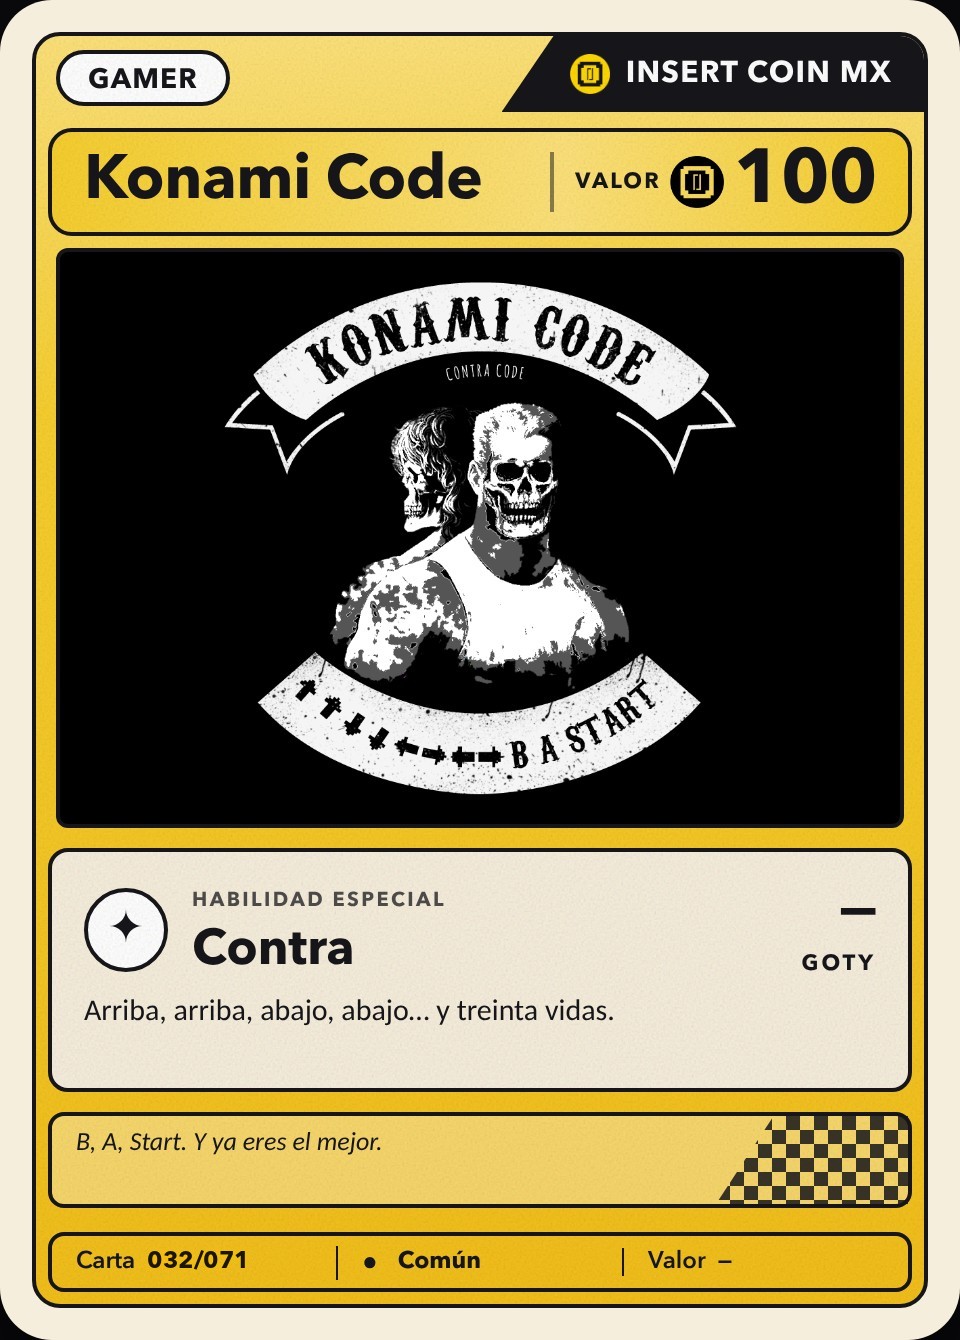 GAMER
INSERT COIN MX
Konami Code
VALOR 100
KONAMI CODE
CONTRA CODE
↑↑↓↓←→←→ B A START
HABILIDAD ESPECIAL
Contra
—
GOTY
Arriba, arriba, abajo, abajo... y treinta vidas.
B, A, Start. Y ya eres el mejor.
Carta 032/071
• Común
Valor –